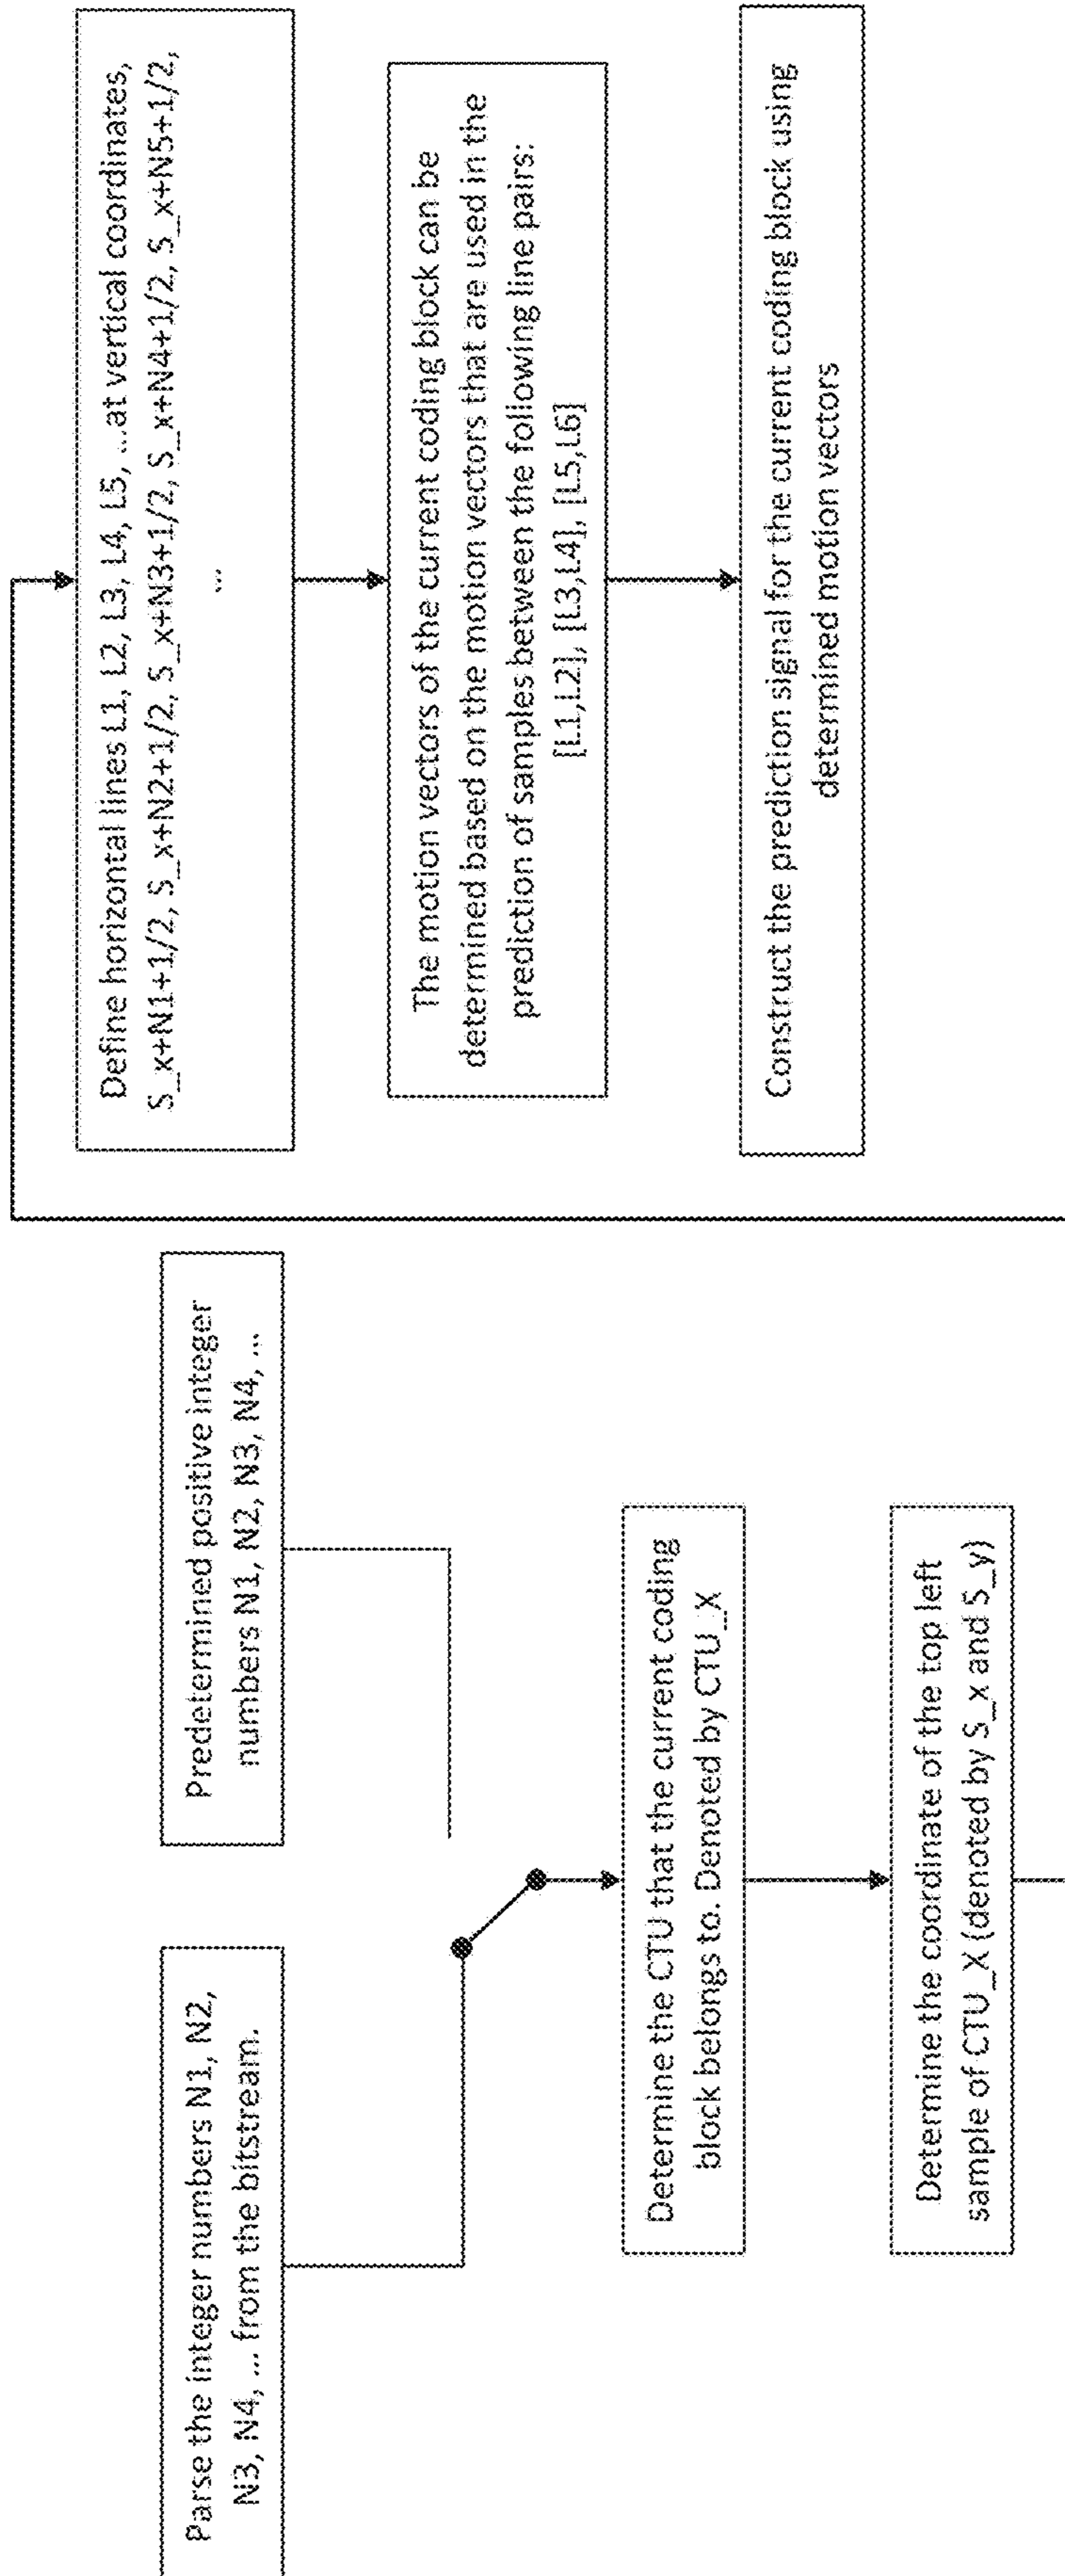 Parse the integer numbers N1, N2,
N3, N4, ... from the bitstream.
Predetermined positive integer
numbers N1, N2, N3, N4, ...
Determine the CTU that the current coding
block belongs to. Denoted by CTU_X
Determine the coordinate of the top left
sample of CTU_X (denoted by S_x and S_y)
Define horizontal lines L1, L2, L3, L4, L5, ...at vertical coordinates,
S_x+N1+1/2, S_x+N2+1/2, S_x+N3+1/2, S_x+N4+1/2, S_x+N5+1/2,
...
The motion vectors of the current coding block can be
determined based on the motion vectors that are used in the
prediction of samples between the following line pairs:
[L1,L2], [L3,L4], [L5,L6]
Construct the prediction signal for the current coding block using
determined motion vectors